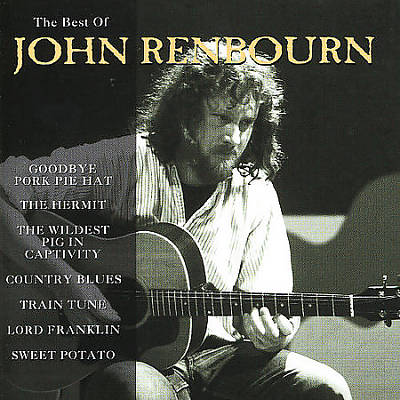 The Best Of
JOHN RENBOURN
GOODBYE
PORK PIE HAT
THE HERMIT
THE WILDEST
PIG IN
CAPTIVITY
COUNTRY BLUES
TRAIN TUNE
LORD FRANKLIN
SWEET POTATO